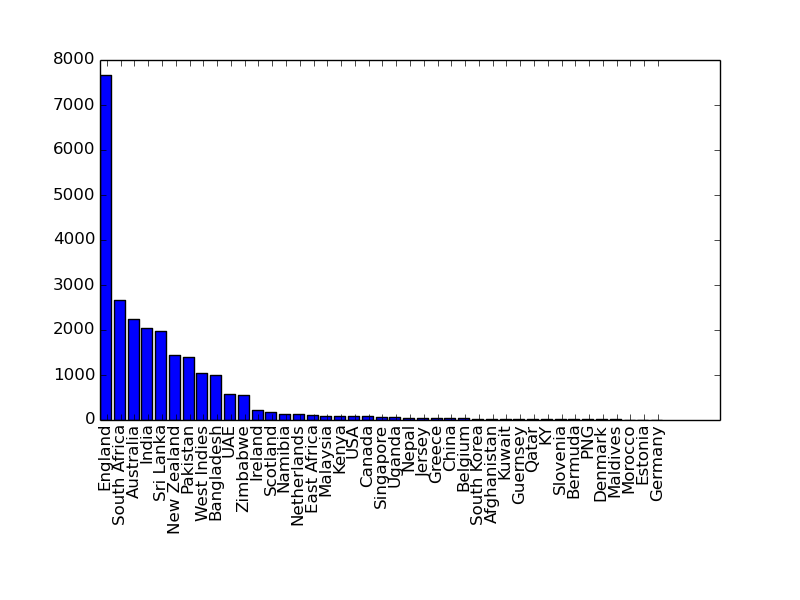 8000
7000
6000
5000
4000
3000
2000
1000
0
England
South Africa
Australia
India
Sri Lanka
New Zealand
Pakistan
West Indies
Bangladesh
UAE
Zimbabwe
Ireland
Scotland
Namibia
Netherlands
East Africa
Malaysia
Kenya
USA
Canada
Singapore
Uganda
Nepal
Jersey
Greece
China
Belgium
South Korea
Afghanistan
Kuwait
Guernsey
Qatar
KY
Slovenia
Bermuda
PNG
Denmark
Maldives
Morocco
Estonia
Germany